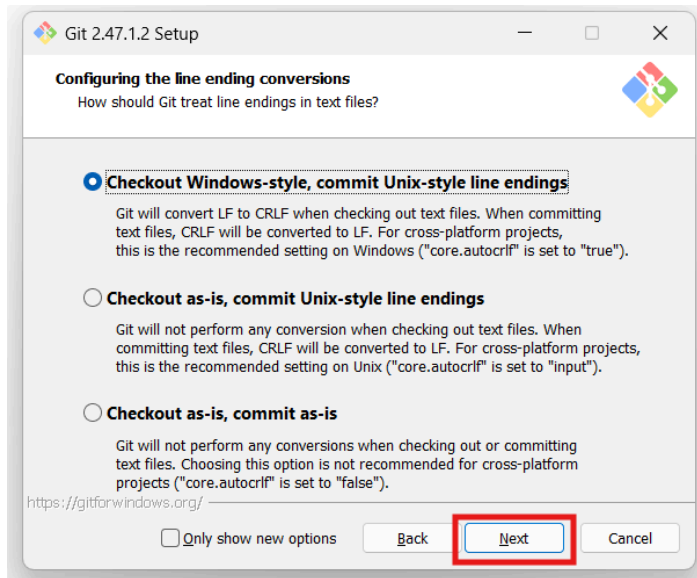 Git 2.47.1.2 Setup
Configuring the line ending conversions
How should Git treat line endings in text files?
Checkout Windows-style, commit Unix-style line endings
Git will convert LF to CRLF when checking out text files. When committing
text files, CRLF will be converted to LF. For cross-platform projects,
this is the recommended setting on Windows ("core.autocrlf" is set to "true").
Checkout as-is, commit Unix-style line endings
Git will not perform any conversion when checking out text files. When
committing text files, CRLF will be converted to LF. For cross-platform projects,
this is the recommended setting on Unix ("core.autocrlf" is set to "input").
Checkout as-is, commit as-is
Git will not perform any conversions when checking out or committing
text files. Choosing this option is not recommended for cross-platform
projects ("core.autocrlf" is set to "false").
https://gitforwindows.org/
Only show new options Back Next Cancel